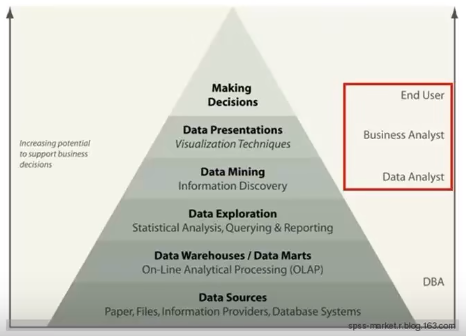 Making
Decisions
End User
Data Presentations
Visualization Techniques
Business Analyst
Increasing potential
to support business
decisions
Data Mining
Information Discovery
Data Analyst
Data Exploration
Statistical Analysis, Querying & Reporting
Data Warehouses / Data Marts
On-Line Analytical Processing (OLAP)
DBA
Data Sources
Paper, Files, Information Providers, Database Systems
spss-market.r.blog.163.com